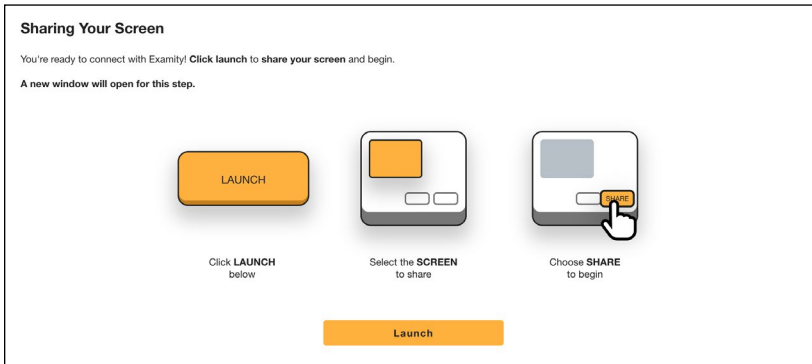 Sharing Your Screen
You're ready to connect with Examity! Click launch to share your screen and begin.
A new window will open for this step.
LAUNCH
SHARE
Click LAUNCH
below
Select the SCREEN
to share
Choose SHARE
to begin
Launch